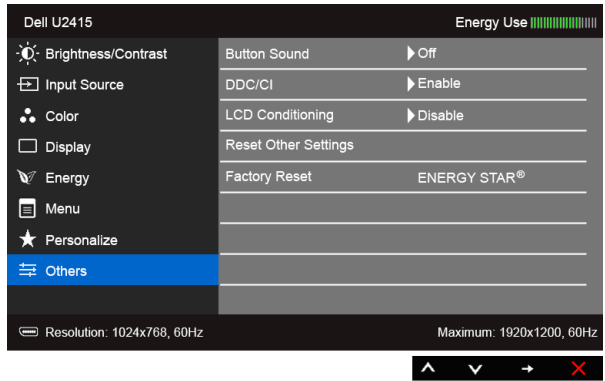 Dell U2415 Energy Use
Brightness/Contrast Button Sound Off
Input Source DDC/CI Enable
Color LCD Conditioning Disable
Display Reset Other Settings
Energy Factory Reset ENERGY STAR®
Menu
Personalize
Others
Resolution: 1024x768, 60Hz Maximum: 1920x1200, 60Hz